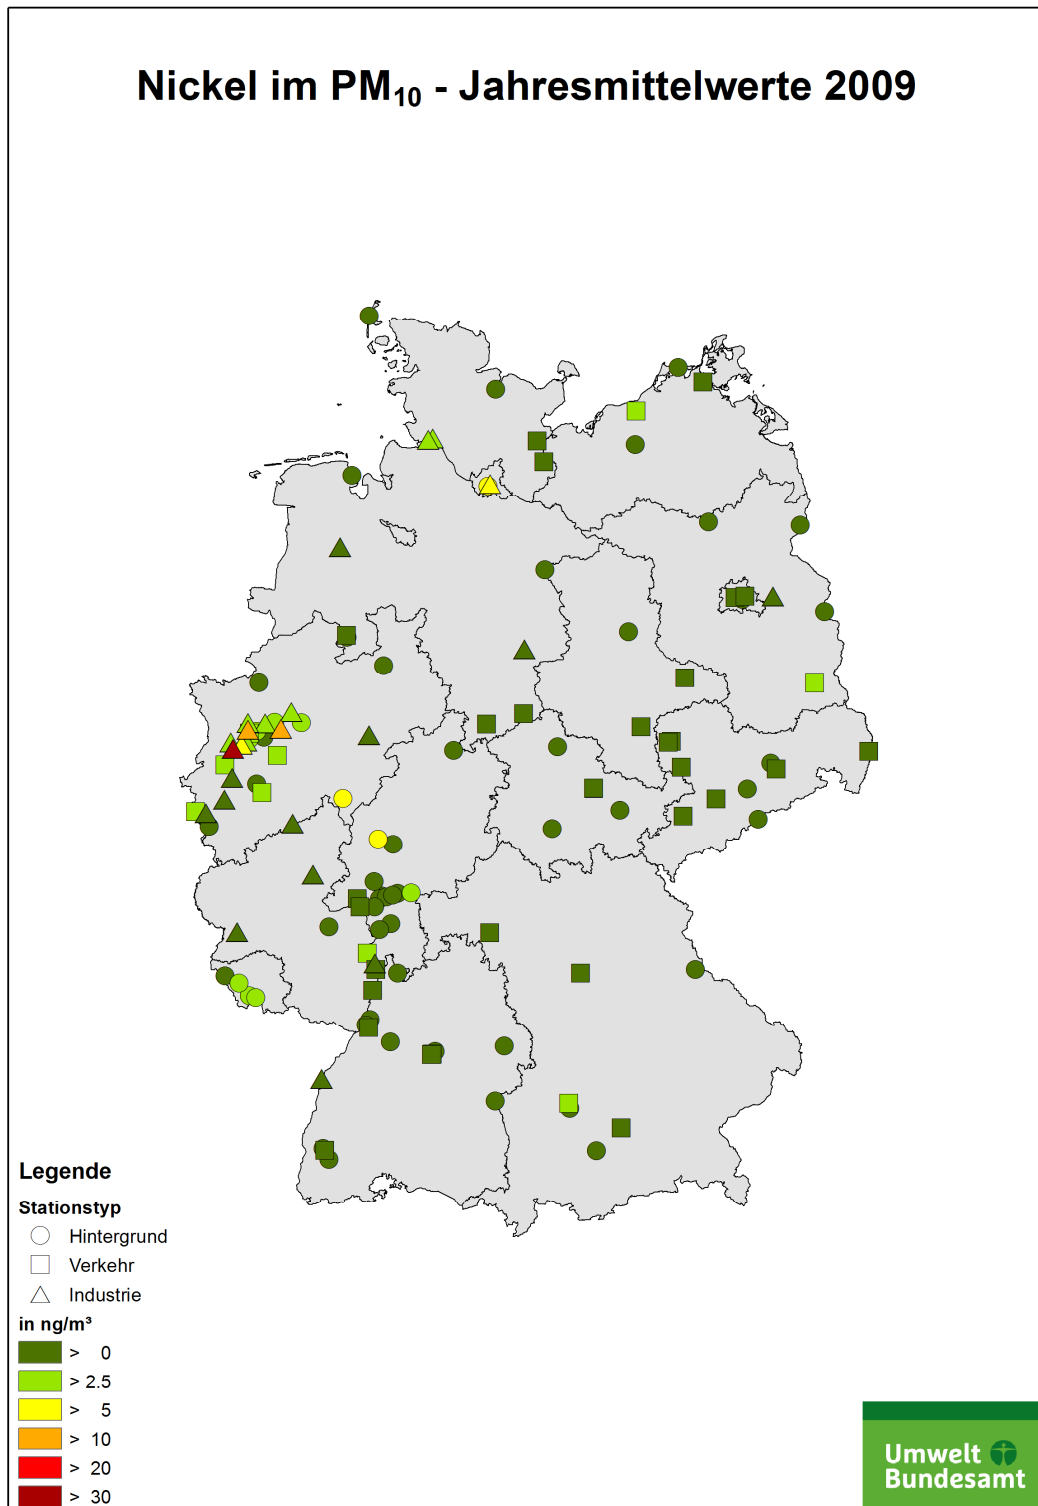 Nickel im PM10 - Jahresmittelwerte 2009
Legende
Stationstyp
Hintergrund
Verkehr
Industrie
in ng/m³
> 0
> 2.5
> 5
> 10
> 20
> 30
Umwelt
Bundesamt